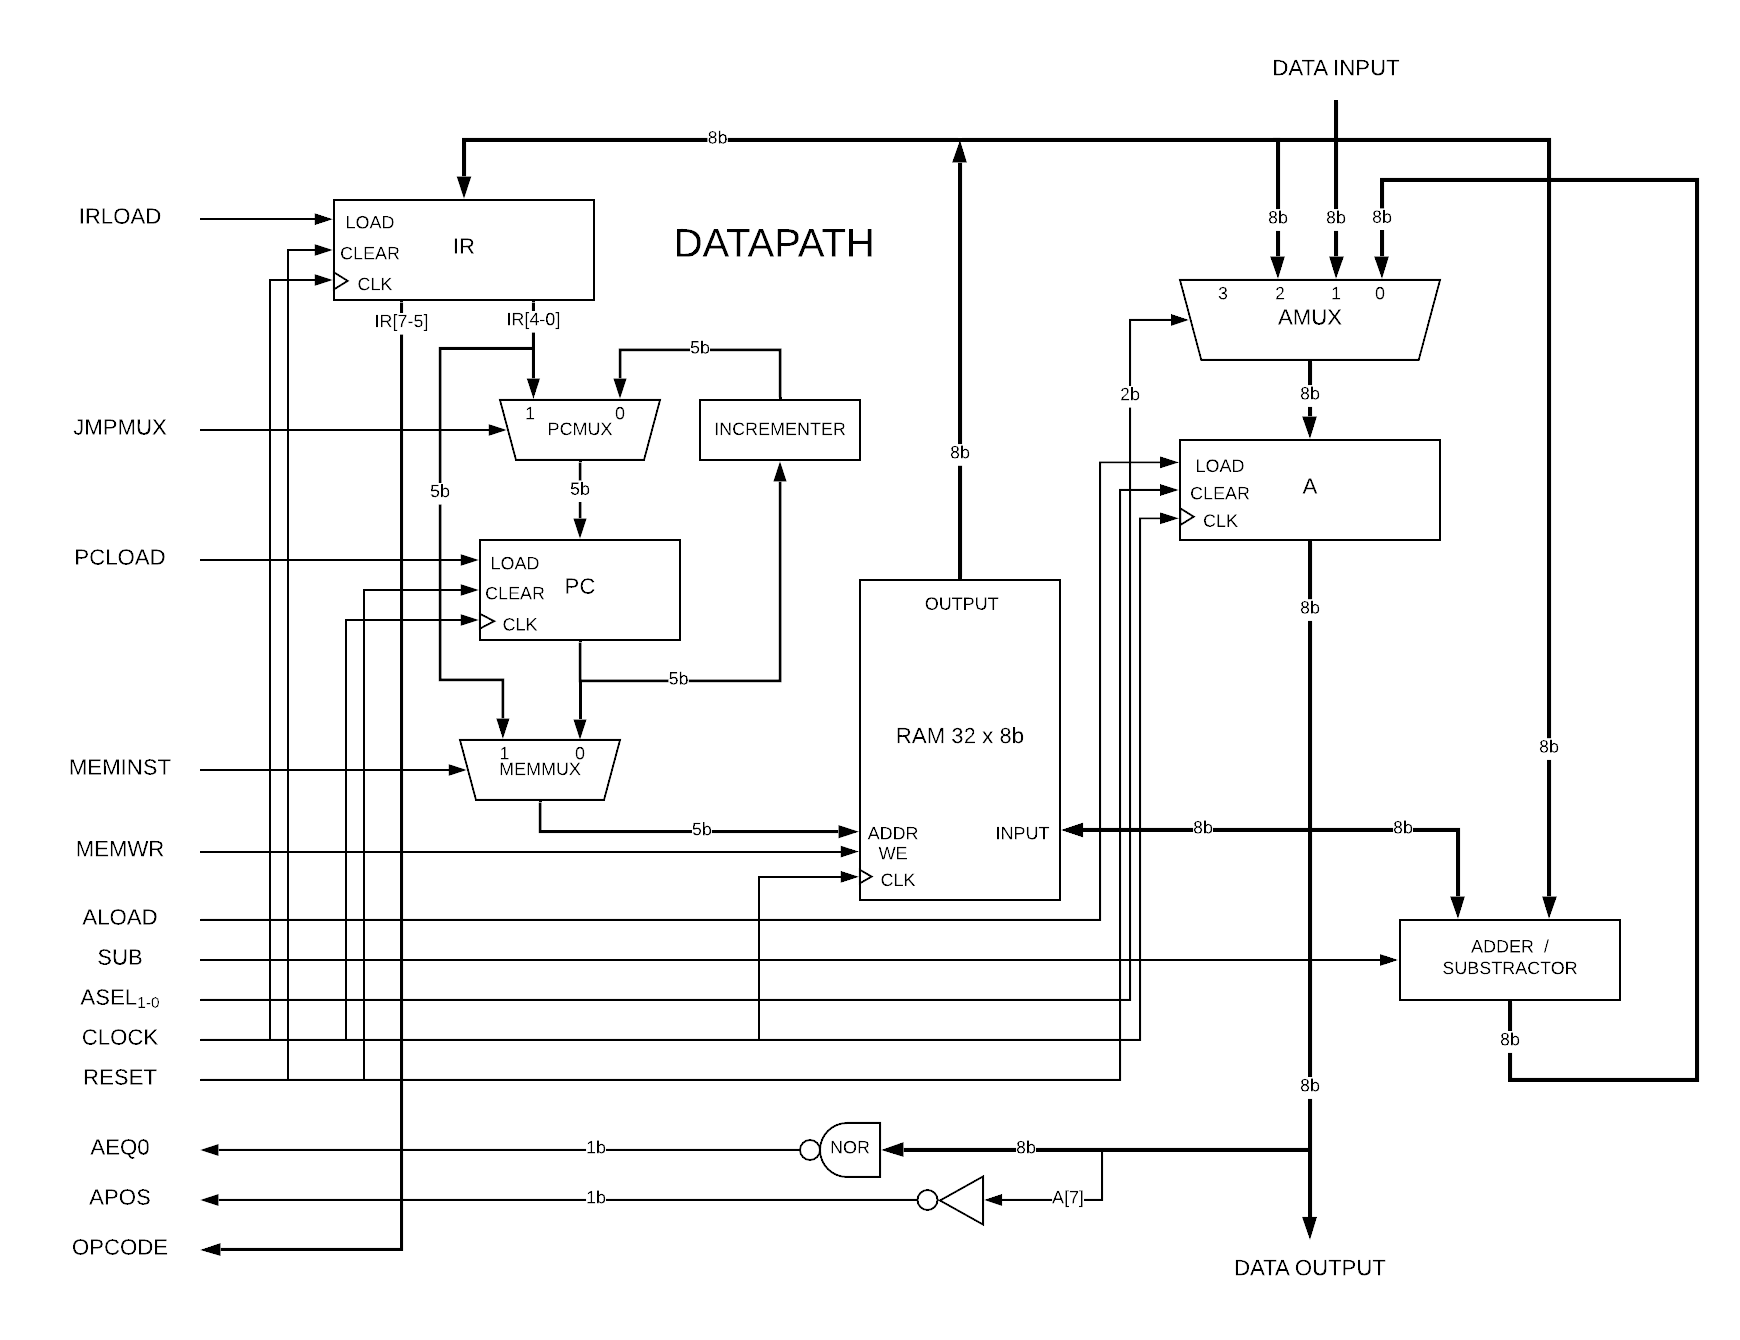 DATA INPUT
8b
IRLOAD
LOAD
CLEAR
IR
CLK
DATAPATH
8b
8b
8b
3
2
1
0
AMUX
IR[7-5]
IR[4-0]
5b
2b
8b
JMPMUX
1
0
PCMUX
INCREMENTER
8b
5b
5b
LOAD
CLEAR
A
CLK
PCLOAD
LOAD
CLEAR
PC
CLK
OUTPUT
8b
5b
RAM 32 x 8b
8b
MEMINST
1
0
MEMMUX
5b
ADDR
WE
CLK
INPUT
8b
8b
MEMWR
ALOAD
SUB
ADDER /
SUBSTRACTOR
ASEL1-0
CLOCK
8b
RESET
8b
AEQ0
1b
NOR
8b
APOS
1b
A[7]
OPCODE
DATA OUTPUT